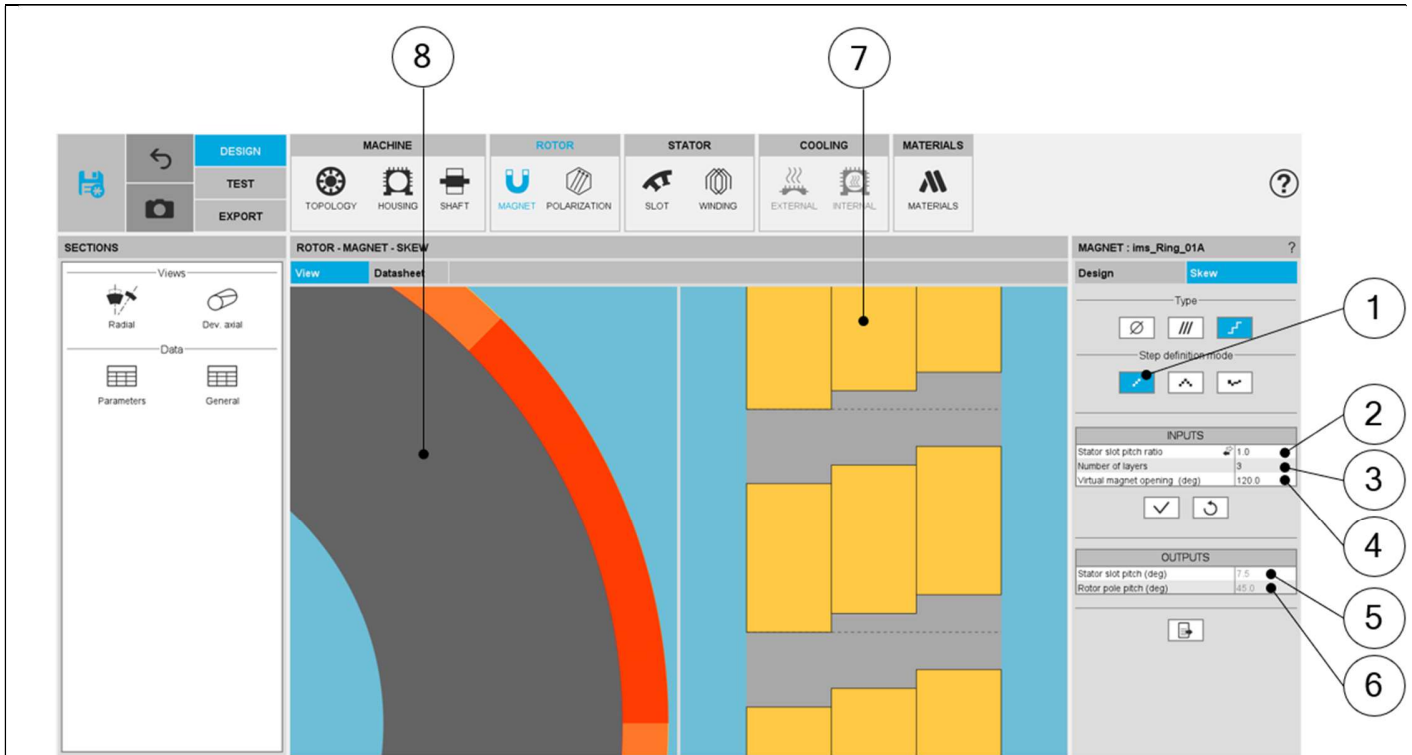 8
7
DESIGN
TEST
EXPORT
MACHINE
TOPOLOGY
HOUSING
SHAFT
ROTOR
MAGNET
POLARIZATION
STATOR
SLOT
WINDING
COOLING
EXTERNAL
INTERNAL
MATERIALS
MATERIALS
?
SECTIONS
Views
Radial
Dev. axial
Data
Parameters
General
ROTOR - MAGNET - SKEW
View
Datasheet
MAGNET : ims_Ring_01A
?
Design
Skew
Type
Step definition mode
INPUTS
Stator slot pitch ratio 1.0
Number of layers 3
Virtual magnet opening (deg) 120.0
OUTPUTS
Stator slot pitch (deg) 7.5
Rotor pole pitch (deg) 45.0
1
2
3
4
5
6